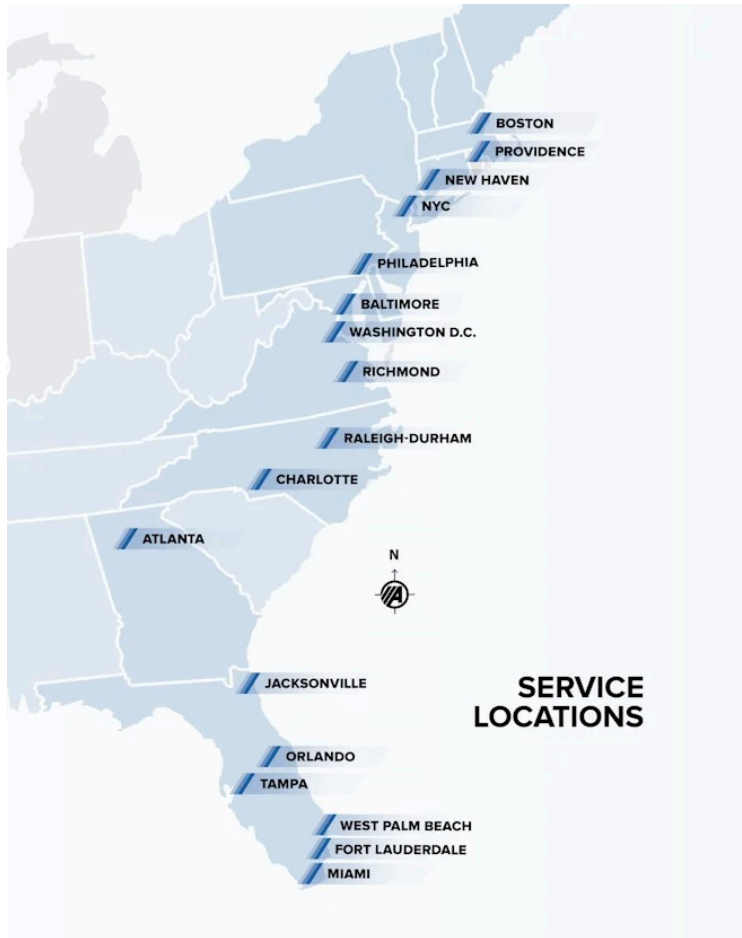 BOSTON
PROVIDENCE
NEW HAVEN
NYC
PHILADELPHIA
BALTIMORE
WASHINGTON D.C.
RICHMOND
RALEIGH-DURHAM
CHARLOTTE
ATLANTA
N
A
JACKSONVILLE
SERVICE
LOCATIONS
ORLANDO
TAMPA
WEST PALM BEACH
FORT LAUDERDALE
MIAMI